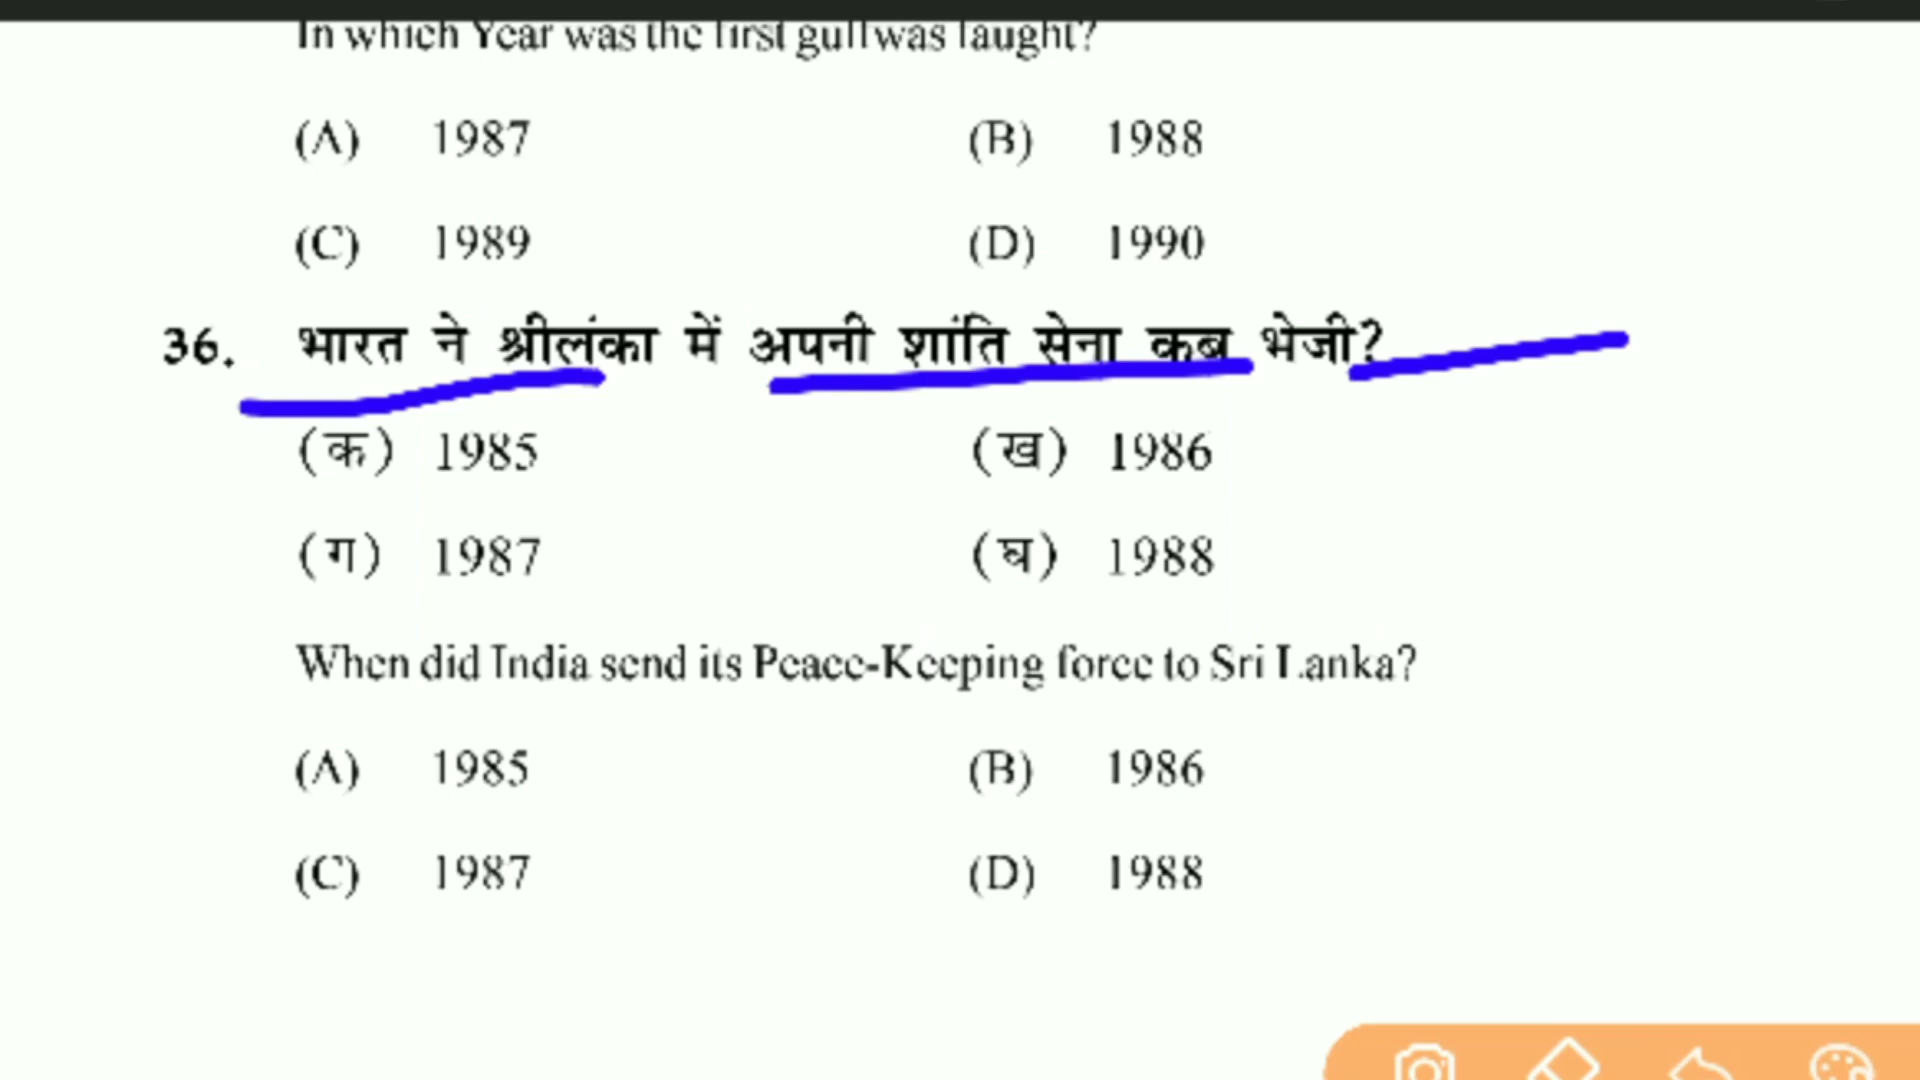 In which Year was the first gulf was faught?
(A) 1987 (B) 1988
(C) 1989 (D) 1990
36. भारत ने श्रीलंका में अपनी शांति सेना कब भेजी?
(क) 1985 (ख) 1986
(ग) 1987 (घ) 1988
When did India send its Peace-Keeping force to Sri Lanka?
(A) 1985 (B) 1986
(C) 1987 (D) 1988